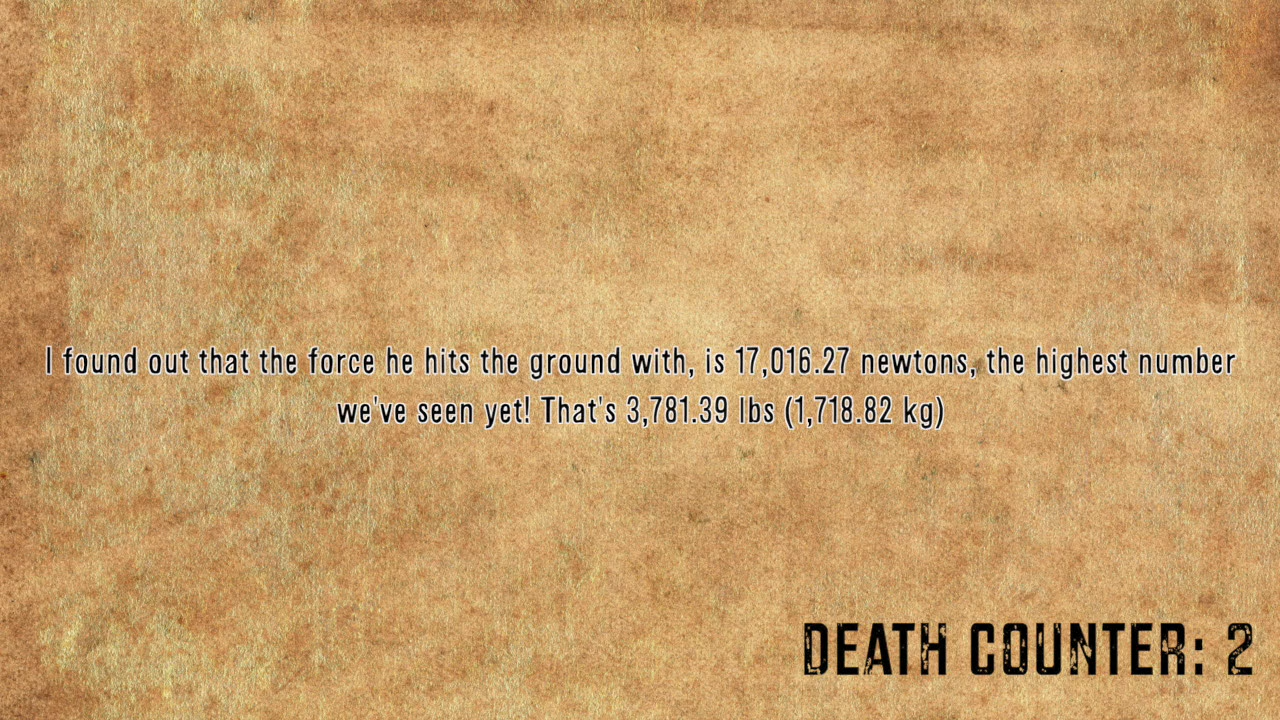 I found out that the force he hits the ground with, is 17,016.27 newtons, the highest number
we've seen yet! That's 3,781.39 lbs (1,718.82 kg)
DEATH COUNTER: 2